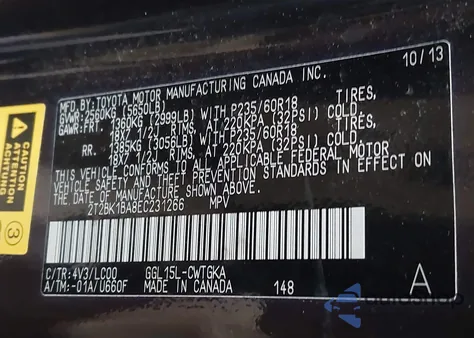 MFD.BY:TOYOTA MOTOR MANUFACTURING CANADA INC. 10/13
GVWR:2560KG (5650LB)
GAWR:FRT. (2999LB) WITH P235/60R18 TIRES,
18X7 1/2J RIMS, AT 220KPA (32PSI) COLD.
RR. 1385KG (3056LB) WITH P235/60R18 TIRES,
18X7 1/2J RIMS, AT 220KPA (32PSI) COLD.
THIS VEHICLE CONFORMS TO ALL APPLICABLE FEDERAL MOTOR
VEHICLE SAFETY AND THEFT PREVENTION STANDARDS IN EFFECT ON
THE DATE OF MANUFACTURE SHOWN ABOVE.
2T2BK1BA8EC231266 MPV
C/TR:4V3/LC00 GGL15L-CWTGKA
A/TM:-01A/U660F MADE IN CANADA 148 A
CAUTION
ATTENTION
ACHTUNG
3